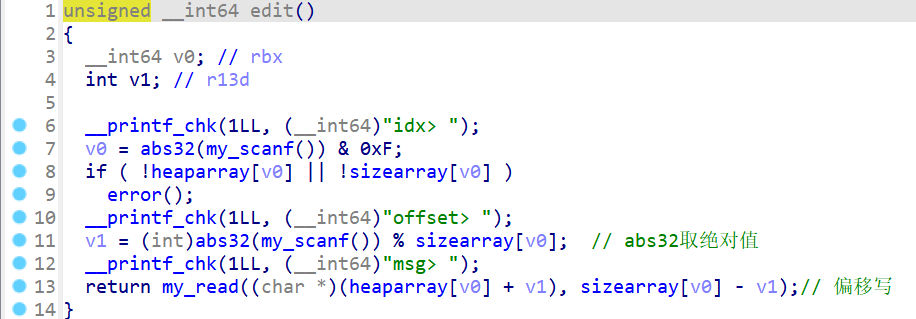 1 unsigned __int64 edit()
2 {
3 __int64 v0; // rbx
4 int v1; // r13d
5
6 __printf_chk(1LL, (__int64)"idx> ");
7 v0 = abs32(my_scanf()) & 0xF;
8 if ( !heaparray[v0] || !sizearray[v0] )
9 error();
10 __printf_chk(1LL, (__int64)"offset> ");
11 v1 = (int)abs32(my_scanf()) % sizearray[v0]; // abs32取绝对值
12 __printf_chk(1LL, (__int64)"msg> ");
13 return my_read((char *)(heaparray[v0] + v1), sizearray[v0] - v1);// 偏移写
14 }